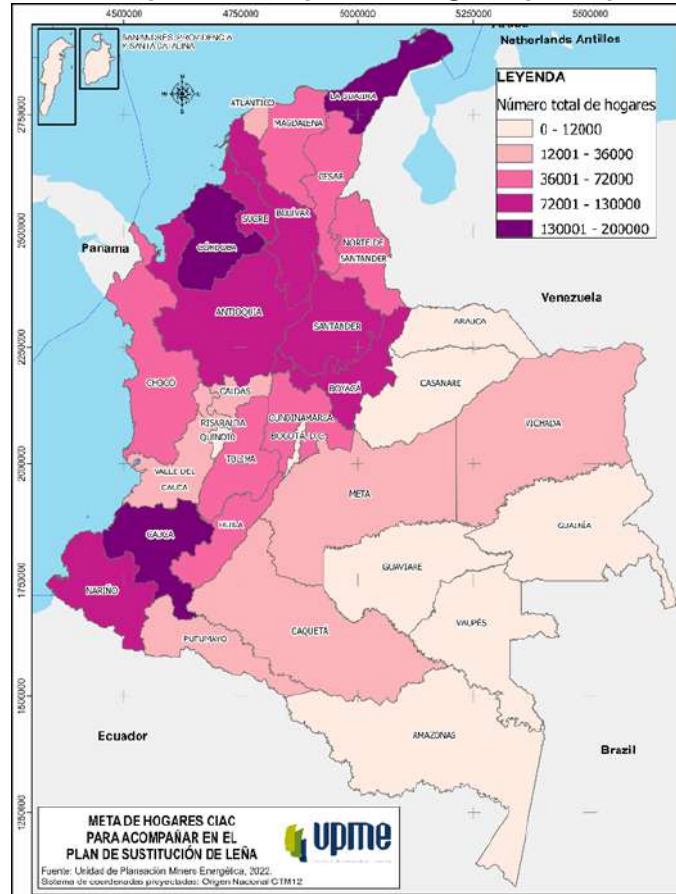 4500000 4750000 5000000 5250000 5500000
SAN ANDRÉS, PROVIDENCIA
Y SANTA CATALINA
Netherlands Antilles
LEYENDA
Número total de hogares
0 - 12000
12001 - 36000
36001 - 72000
72001 - 130000
130001 - 200000
LA GUAJIRA
ATLÁNTICO
MAGDALENA
2750000
CESAR
BOLÍVAR
SUCRE
2500000
CÓRDOBA
NORTE DE
SANTANDER
Panama
Venezuela
ANTIOQUIA
SANTANDER
ARAUCA
2250000
CHOCÓ
BOYACÁ
CASANARE
CALDAS
CUNDINAMARCA
RISARALDA
BOGOTÁ, D.C.
QUINDÍO
VICHADA
TOLIMA
2000000
VALLE DEL
CAUCA
META
HUILA
GUAINÍA
CAUCA
GUAVIARE
1750000
NARIÑO
VAUPÉS
CAQUETÁ
PUTUMAYO
1500000
Ecuador
AMAZONAS
Brazil
1250000
META DE HOGARES CIAC
PARA ACOMPAÑAR EN EL
PLAN DE SUSTITUCIÓN DE LEÑA
upme
Fuente: Unidad de Planeación Minero Energética, 2022.
Sistema de coordenadas proyectadas: Origen Nacional CTM12